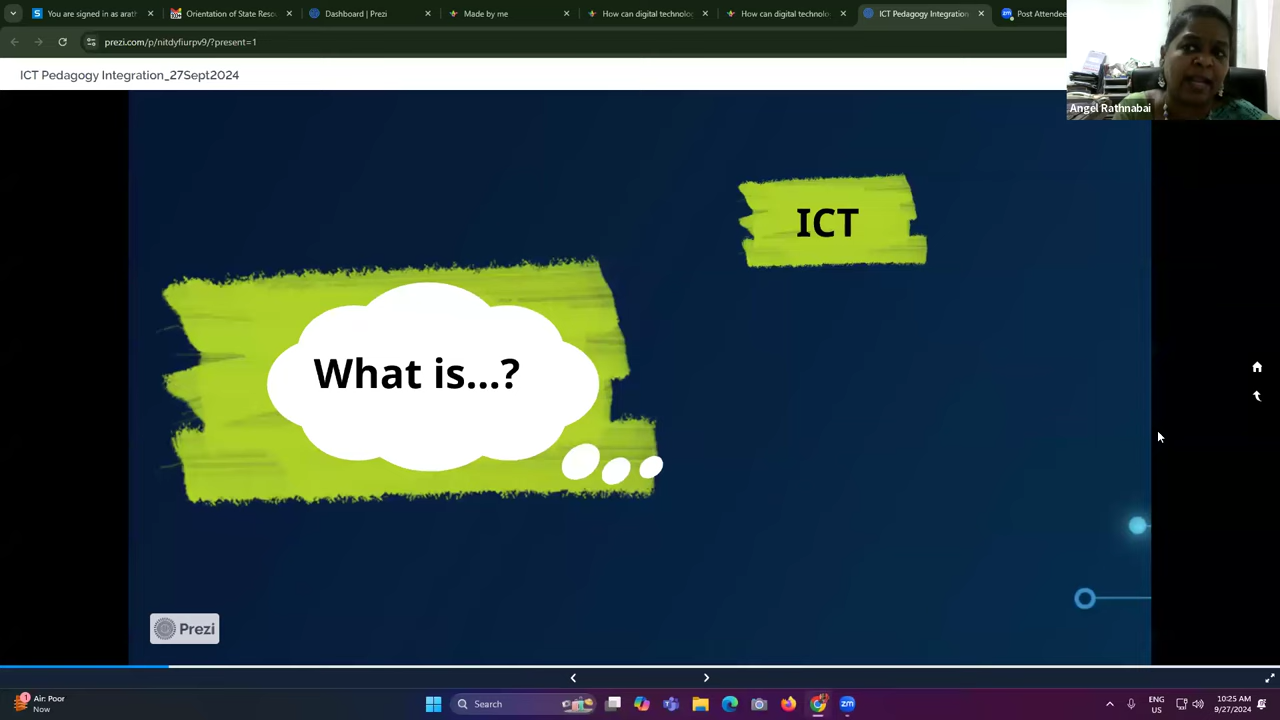 You are signed in as arath
Orientation of State Reso
Dashboard | Prezi
Made by me
How can digital technolog
How can digital technolo
ICT Pedagogy Integration
Post Attendee
prezi.com/p/nitdyfiurpv9/?present=1
ICT Pedagogy Integration_27Sept2024
Angel Rathnabai
ICT
What is...?
Prezi
Air: Poor
Now
Search
ENG
US
10:25 AM
9/27/2024